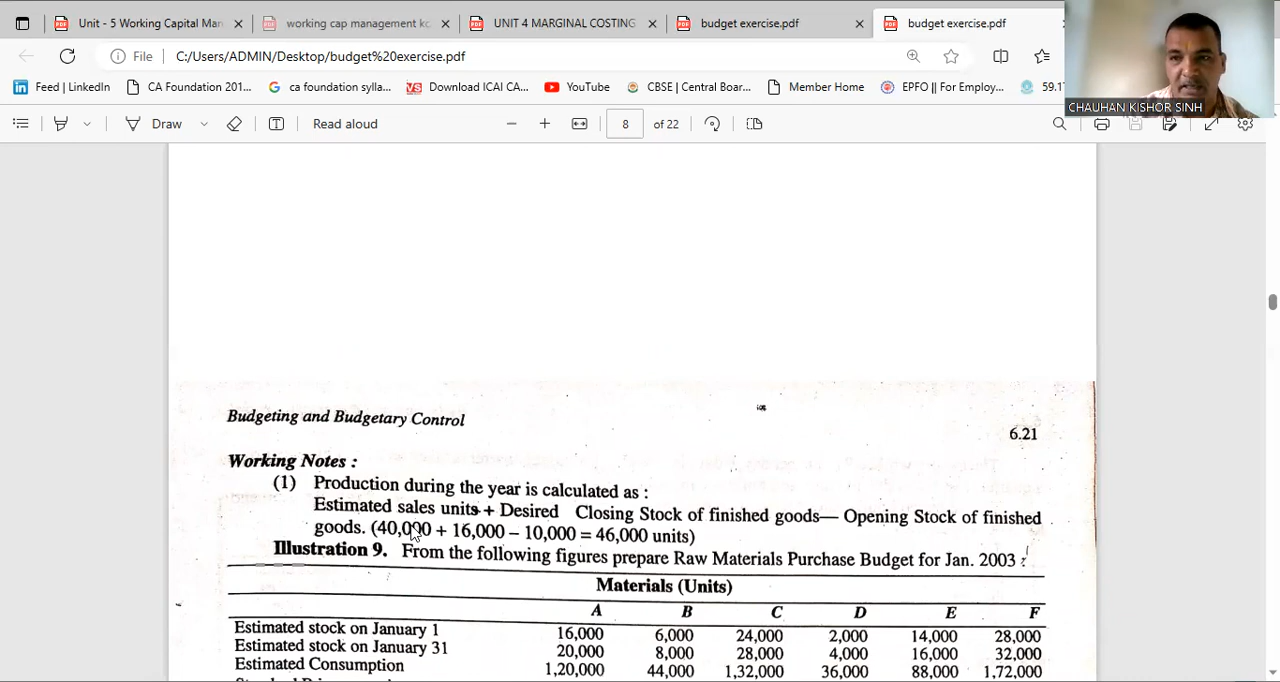 Unit - 5 Working Capital Man
working cap management ko
UNIT 4 MARGINAL COSTING
budget exercise.pdf
budget exercise.pdf
File
C:/Users/ADMIN/Desktop/budget%20exercise.pdf
Feed | LinkedIn
CA Foundation 201...
ca foundation sylla...
Downloa CAI CA...
YouTube
CBSE | Central Boar...
Member Home
EPFO || For Employ...
59.1
CHAUHAN KISHOR SINH
Draw
Read aloud
8
of 22
Budgeting and Budgetary Control
6.21
Working Notes :
(1) Production during the year is calculated as :
Estimated sales units + Desired Closing Stock of finished goods— Opening Stock of finished
goods. (40,000 + 16,000 – 10,000 = 46,000 units)
Illustration 9. From the following figures prepare Raw Materials Purchase Budget for Jan. 2003 :
Materials (Units)
A B C D E F
Estimated stock on January 1 16,000 6,000 24,000 2,000 14,000 28,000
Estimated stock on January 31 20,000 8,000 28,000 4,000 16,000 32,000
Estimated Consumption 1,20,000 44,000 1,32,000 36,000 88,000 1,72,000